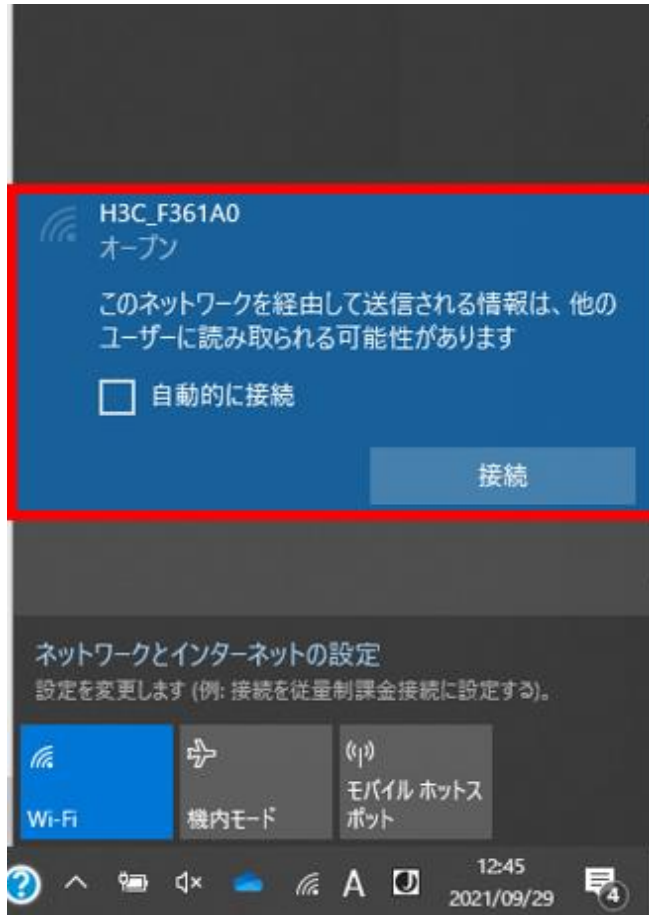 H3C_F361A0
オープン
このネットワークを経由して送信される情報は、他の
ユーザーに読み取られる可能性があります
自動的に接続
接続
ネットワークとインターネットの設定
設定を変更します (例: 接続を従量制課金接続に設定する)。
Wi-Fi
機内モード
モバイル ホットス
ポット
A
J
12:45
2021/09/29
4